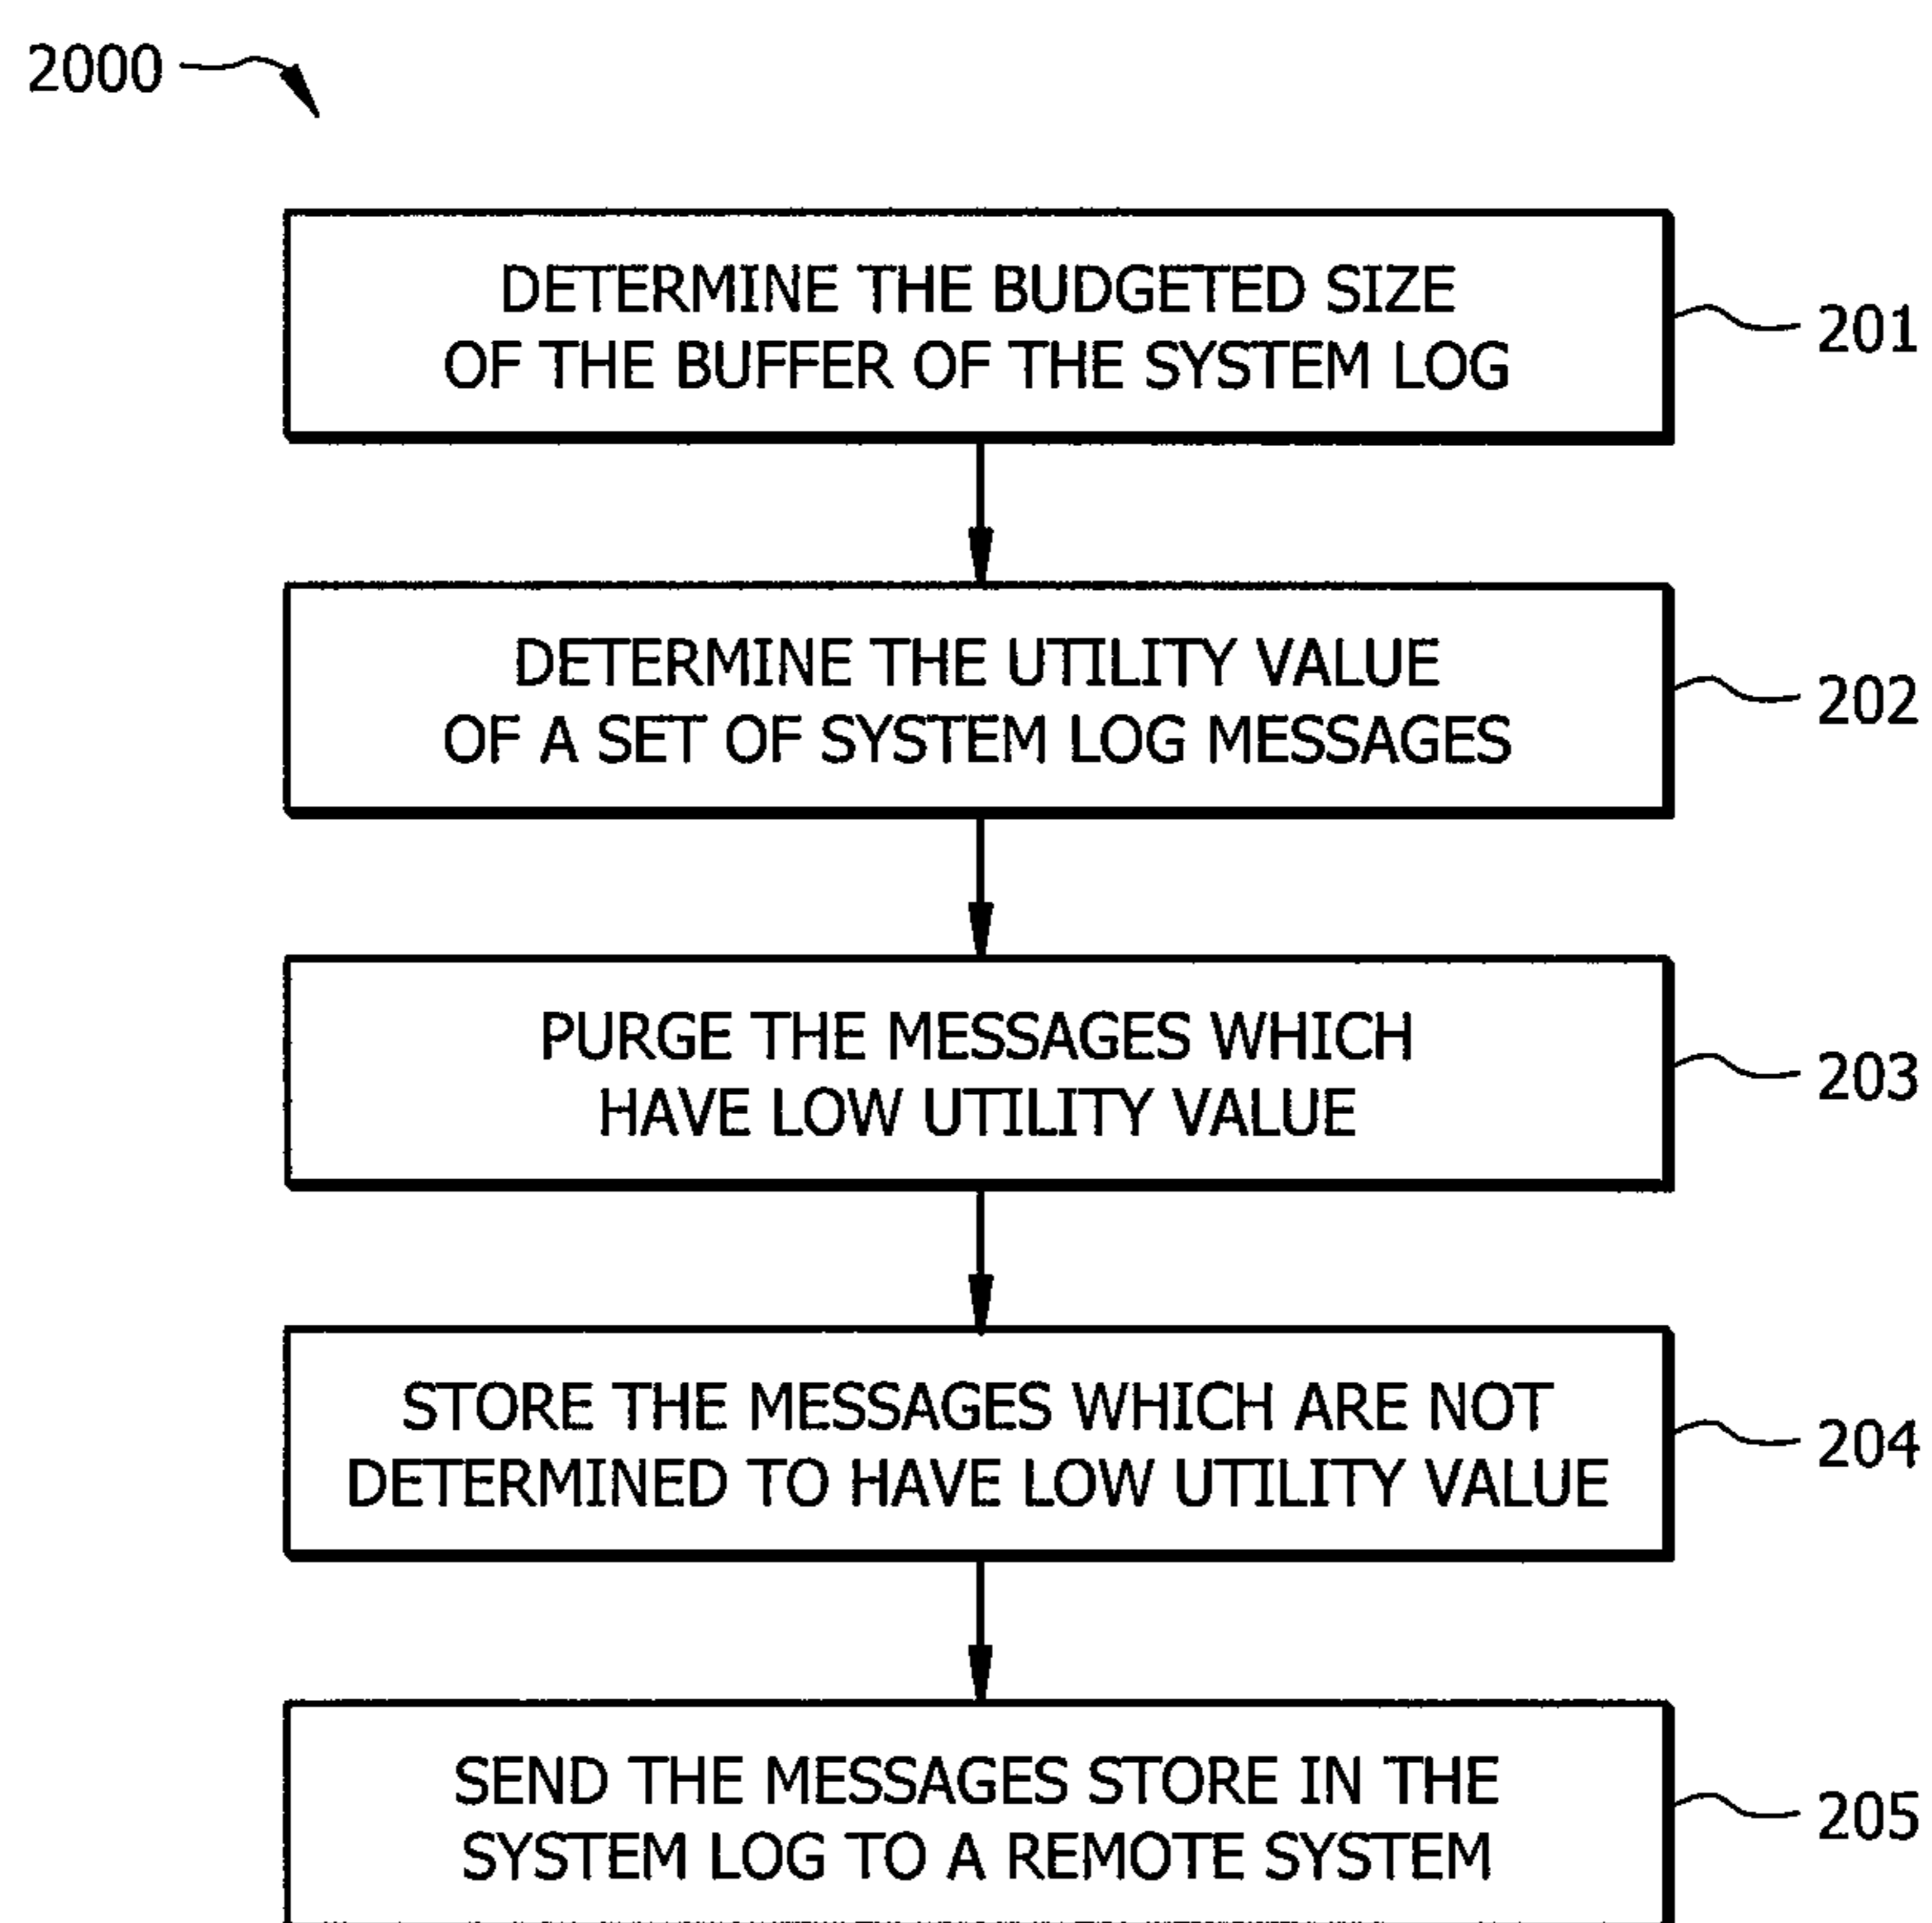 2000
DETERMINE THE BUDGETED SIZE
OF THE BUFFER OF THE SYSTEM LOG
201
DETERMINE THE UTILITY VALUE
OF A SET OF SYSTEM LOG MESSAGES
202
PURGE THE MESSAGES WHICH
HAVE LOW UTILITY VALUE
203
STORE THE MESSAGES WHICH ARE NOT
DETERMINED TO HAVE LOW UTILITY VALUE
204
SEND THE MESSAGES STORE IN THE
SYSTEM LOG TO A REMOTE SYSTEM
205